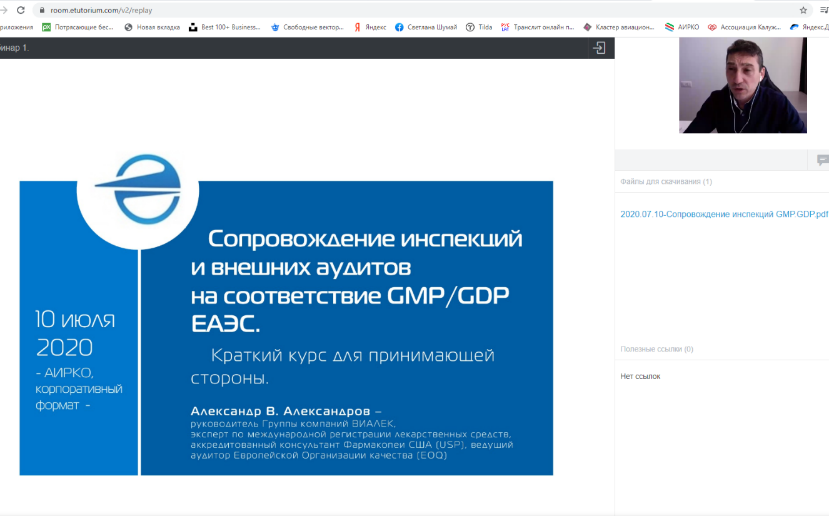 room.etutorium.com/v2/replay
Потрясающие бес...
Новая вкладка
Best 100+ Business...
Свободные вектор...
Яндекс
Светлана Шумай
Tilda
Транслит онлайн п...
Кластер авиацион...
АИРКО
Ассоциация Калуж...
Файлы для скачивания (1)
2020.07.10-Сопровождение инспекций GMP.GDP.pdf
Сопровождение инспекций
и внешних аудитов
на соответствие GMP/GDP
ЕАЭС.
Краткий курс для принимающей
стороны.
10 июля
2020
- АИРКО,
корпоративный
формат -
Александр В. Александров –
руководитель Группы компаний ВИАЛЕК,
эксперт по международной регистрации лекарственных средств,
аккредитованный консультант Фармакопеи США (USP), ведущий
аудитор Европейской Организации качества (EOQ)
Полезные ссылки (0)
Нет ссылок